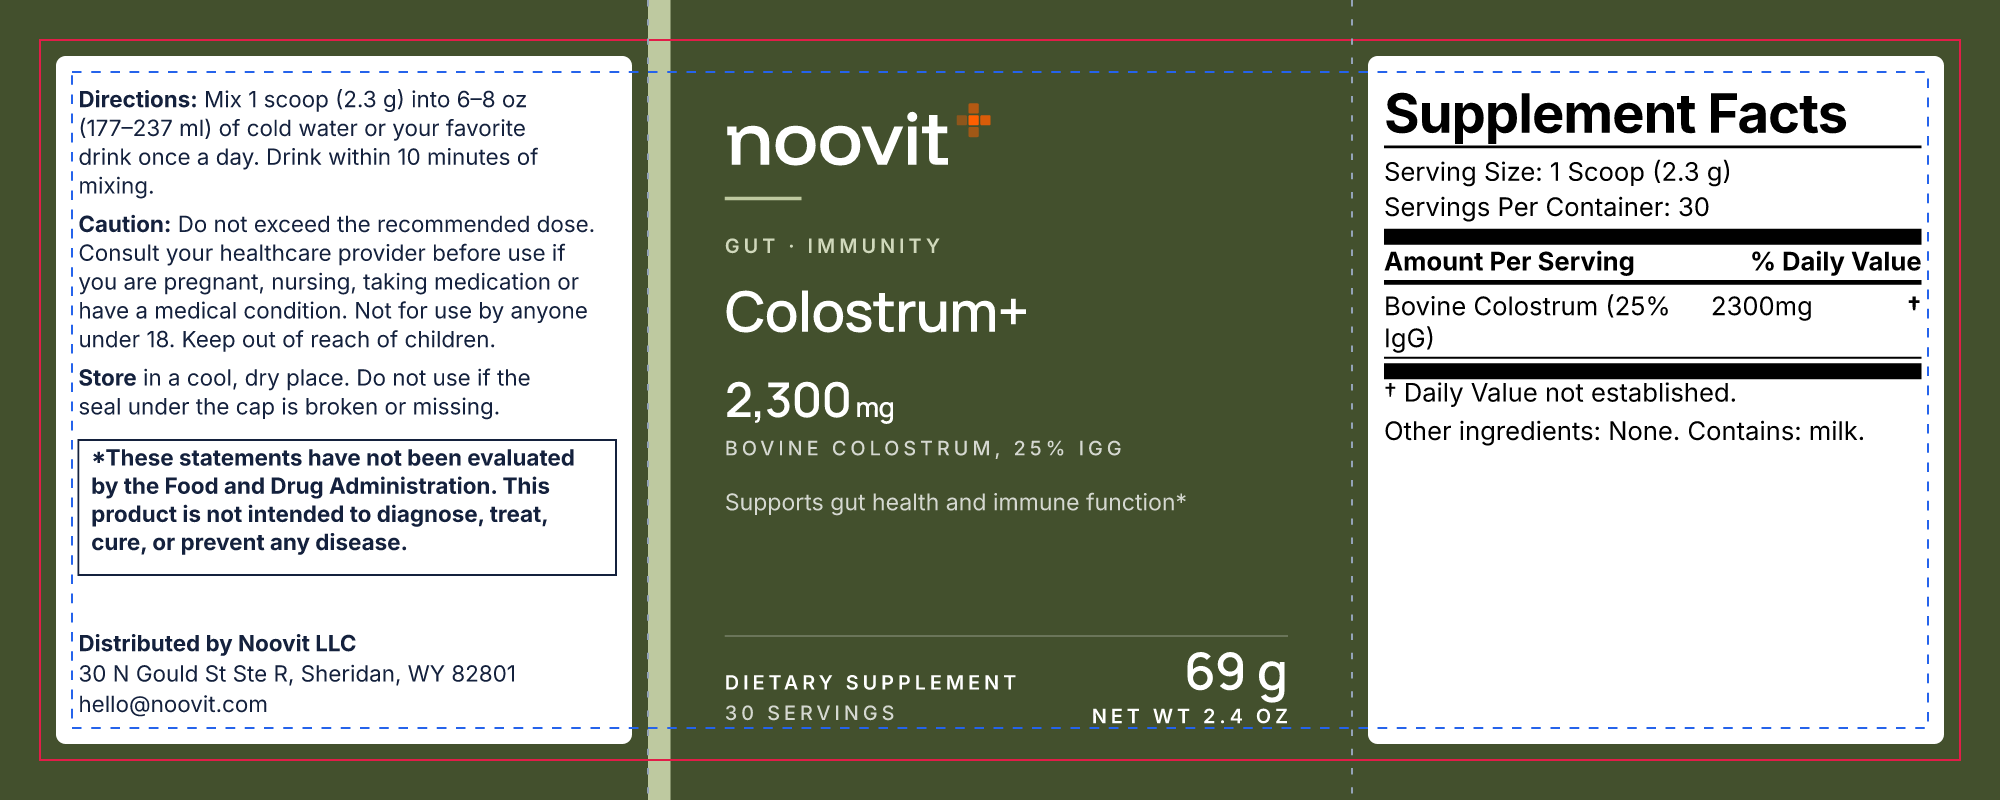 Directions: Mix 1 scoop (2.3 g) into 6–8 oz
(177–237 ml) of cold water or your favorite
drink once a day. Drink within 10 minutes of
mixing.
Caution: Do not exceed the recommended dose.
Consult your healthcare provider before use if
you are pregnant, nursing, taking medication or
have a medical condition. Not for use by anyone
under 18. Keep out of reach of children.
Store in a cool, dry place. Do not use if the
seal under the cap is broken or missing.
*These statements have not been evaluated
by the Food and Drug Administration. This
product is not intended to diagnose, treat,
cure, or prevent any disease.
Distributed by Noovit LLC
30 N Gould St Ste R, Sheridan, WY 82801
hello@noovit.com
noovit
GUT · IMMUNITY
Colostrum+
2,300 mg
BOVINE COLOSTRUM, 25% IGG
Supports gut health and immune function*
DIETARY SUPPLEMENT
30 SERVINGS
69 g
NET WT 2.4 OZ
Supplement Facts
Serving Size: 1 Scoop (2.3 g)
Servings Per Container: 30
Amount Per Serving % Daily Value
Bovine Colostrum (25% 2300mg †
IgG)
† Daily Value not established.
Other ingredients: None. Contains: milk.